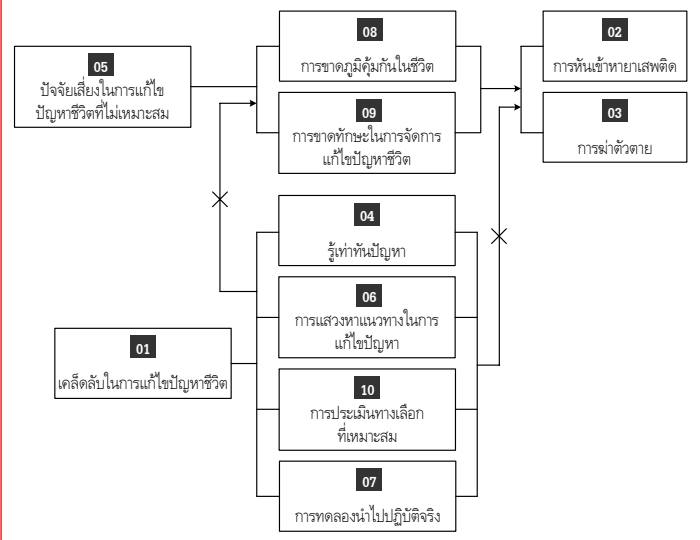 05
ปัจจัยเสี่ยงในการแก้ไข
ปัญหาชีวิตที่ไม่เหมาะสม
08
การขาดภูมิคุ้มกันในชีวิต
09
การขาดทักษะในการจัดการ
แก้ไขปัญหาชีวิต
02
การหันเข้าหายาเสพติด
03
การฆ่าตัวตาย
01
เคล็ดลับในการแก้ไขปัญหาชีวิต
04
รู้เท่าทันปัญหา
06
การแสวงหาแนวทางในการ
แก้ไขปัญหา
10
การประเมินทางเลือก
ที่เหมาะสม
07
การทดลองนำไปปฏิบัติจริง